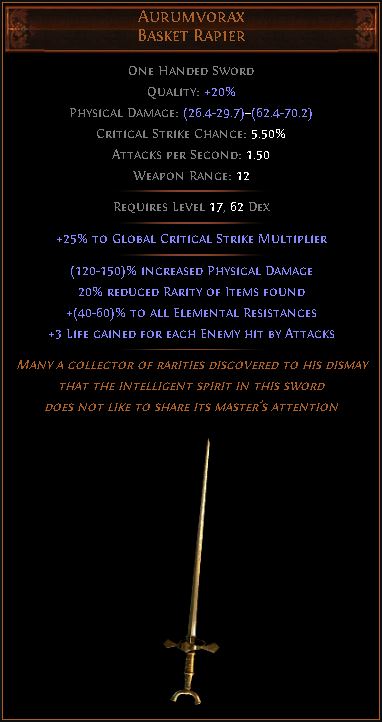 Aurumvorax
Basket Rapier
One Handed Sword
Quality: +20%
Physical Damage: (26.4-29.7)–(62.4-70.2)
Critical Strike Chance: 5.50%
Attacks per Second: 1.50
Weapon Range: 12
Requires Level 17, 62 Dex
+25% to Global Critical Strike Multiplier
(120-150)% increased Physical Damage
20% reduced Rarity of Items found
+(40-60)% to all Elemental Resistances
+3 Life gained for each Enemy hit by Attacks
Many a collector of rarities discovered to his dismay
that the intelligent spirit in this sword
does not like to share its master's attention